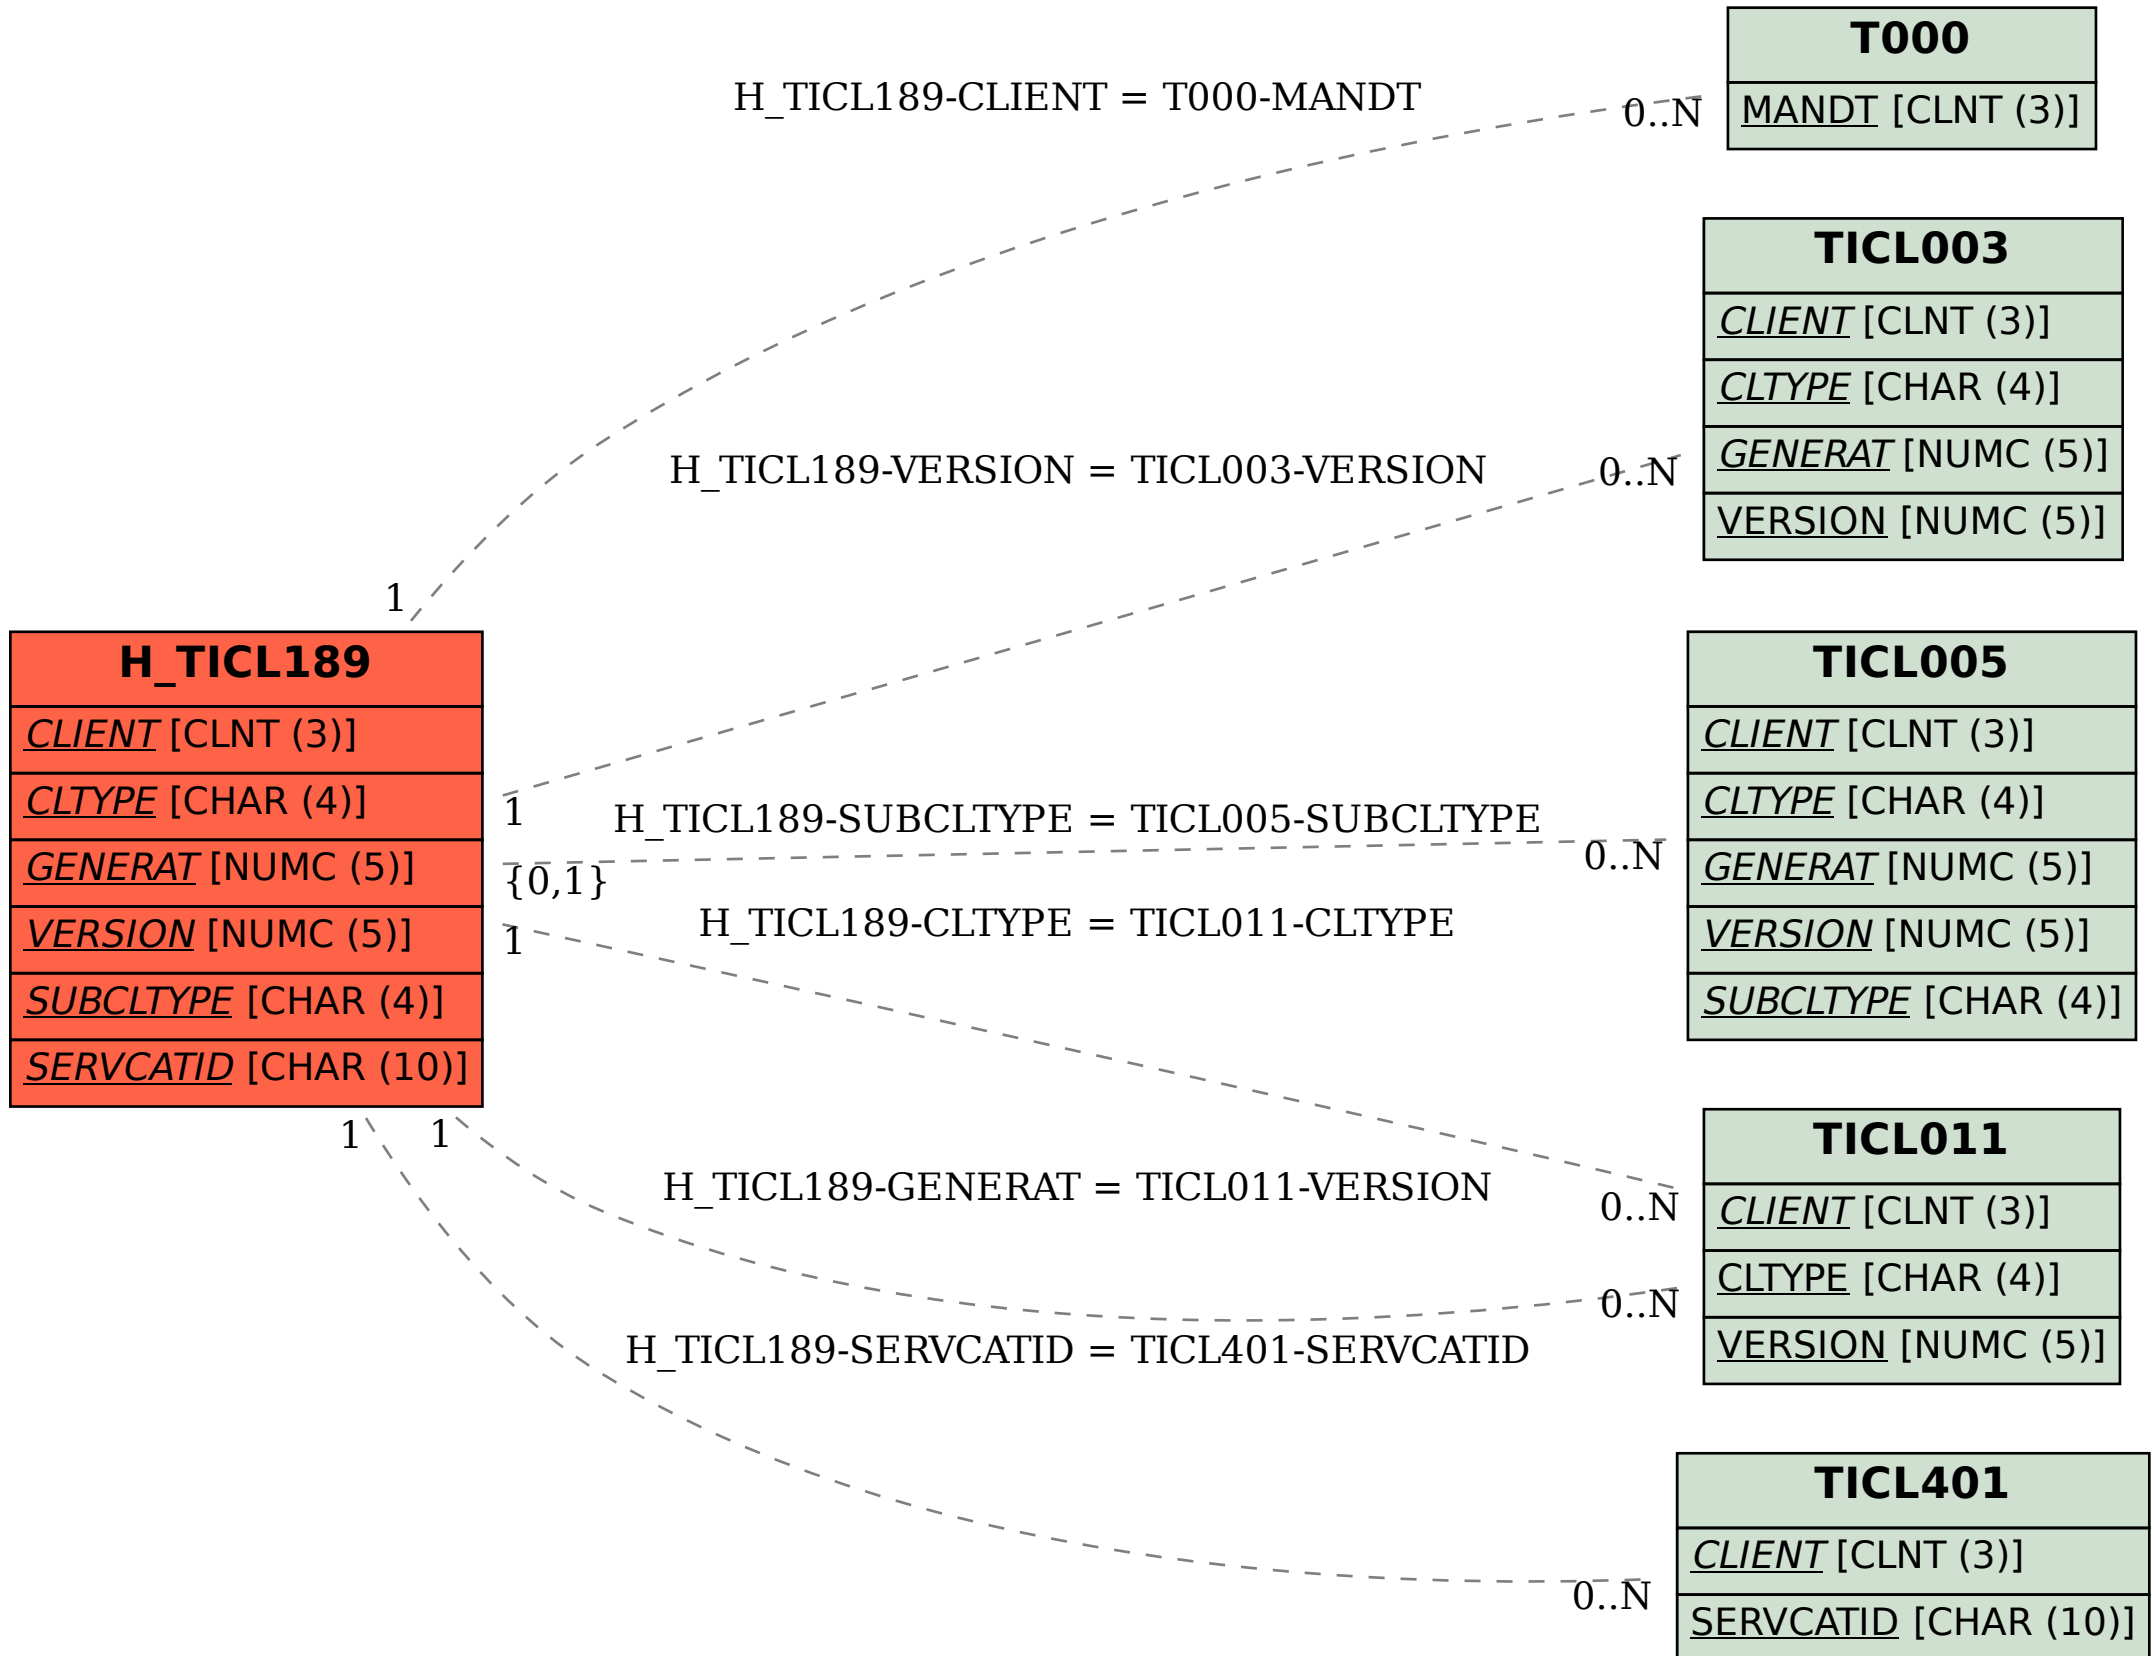 T000
MANDT [CLNT (3)]
H_TICL189-CLIENT = T000-MANDT
0..N
1
TICL003
CLIENT [CLNT (3)]
CLTYPE [CHAR (4)]
GENERAT [NUMC (5)]
VERSION [NUMC (5)]
H_TICL189-VERSION = TICL003-VERSION
0..N
1
H_TICL189
CLIENT [CLNT (3)]
CLTYPE [CHAR (4)]
GENERAT [NUMC (5)]
VERSION [NUMC (5)]
SUBCLTYPE [CHAR (4)]
SERVCATID [CHAR (10)]
TICL005
CLIENT [CLNT (3)]
CLTYPE [CHAR (4)]
GENERAT [NUMC (5)]
VERSION [NUMC (5)]
SUBCLTYPE [CHAR (4)]
H_TICL189-SUBCLTYPE = TICL005-SUBCLTYPE
0..N
{0,1}
H_TICL189-CLTYPE = TICL011-CLTYPE
1
0..N
TICL011
CLIENT [CLNT (3)]
CLTYPE [CHAR (4)]
VERSION [NUMC (5)]
H_TICL189-GENERAT = TICL011-VERSION
1
0..N
H_TICL189-SERVCATID = TICL401-SERVCATID
1
0..N
TICL401
CLIENT [CLNT (3)]
SERVCATID [CHAR (10)]